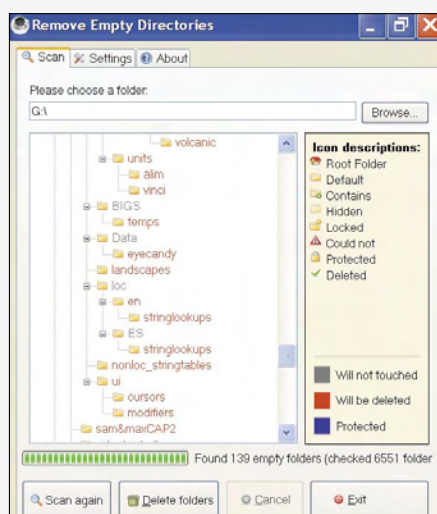 Remove Empty Directories
Scan Settings About
Please choose a folder:
G:\ Browse...
volcanic
units
alim
vinci
BIGS
temps
Data
eyecandy
landscapes
loc
en
stringlookups
ES
stringlookups
nonloc_stringtables
ui
cursors
modifiers
sam&maxCAP2
Icon descriptions:
Root Folder
Default
Contains
Hidden
Locked
Could not
Protected
Deleted
Will not touched
Will be deleted
Protected
Found 139 empty folders (checked 6551 folder
Scan again Delete folders Cancel Exit